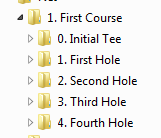 1. First Course
0. Initial Tee
1. First Hole
2. Second Hole
3. Third Hole
4. Fourth Hole